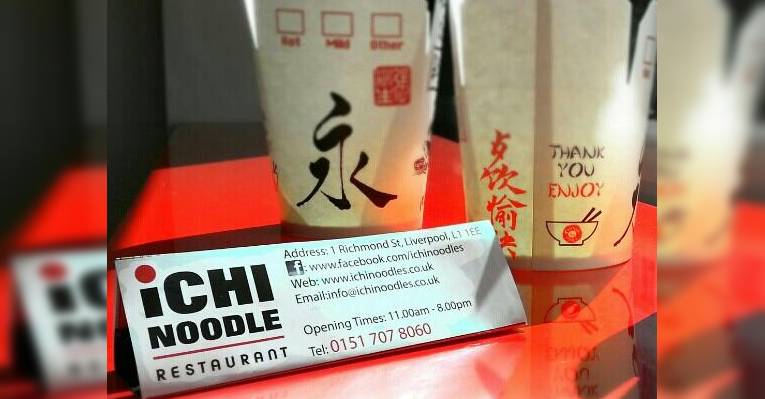 Hot Mild Other
永
THANK
YOU
ENJOY
iCHI
NOODLE
RESTAURANT
Address: 1 Richmond St, Liverpool, L1 1EE
f: www.facebook.com/ichinoodles
Web: www.ichinoodles.co.uk
Email:info@ichinoodles.co.uk
Opening Times: 11.00am - 8.00pm
Tel: 0151 707 8060